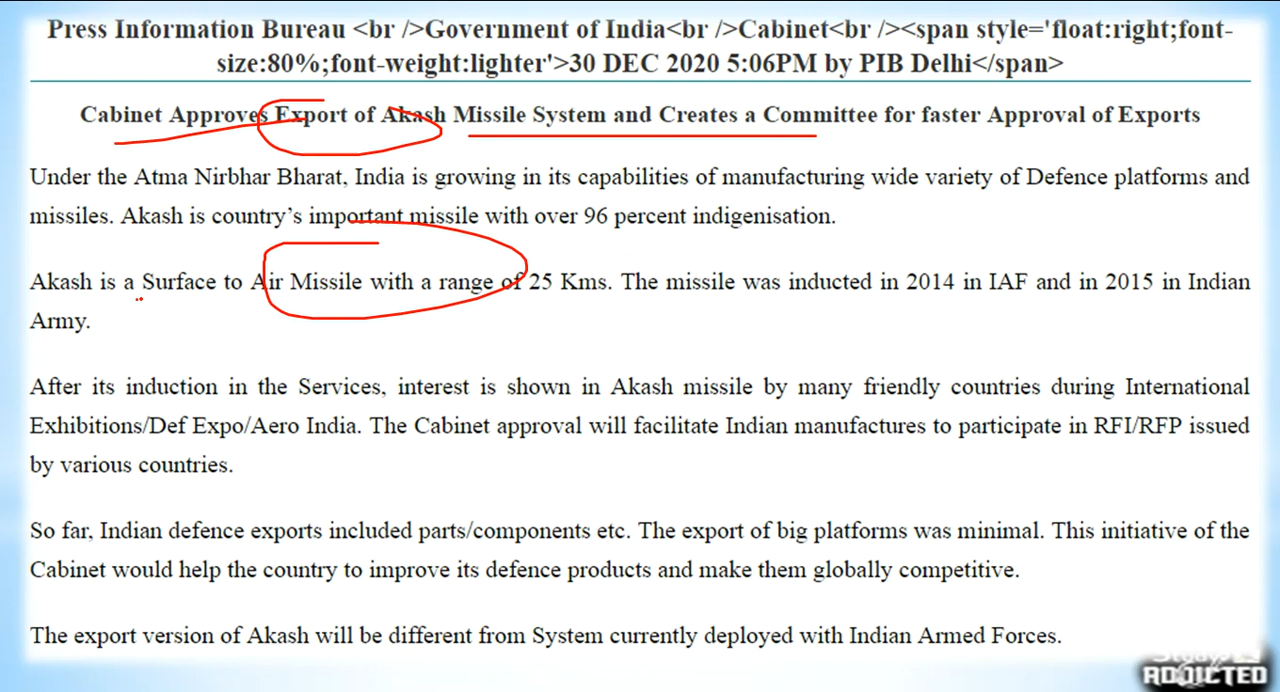 Press Information Bureau <br />Government of India<br />Cabinet<br /><span style='float:right;font-
size:80%;font-weight:lighter'>30 DEC 2020 5:06PM by PIB Delhi</span>
Cabinet Approves Export of Akash Missile System and Creates a Committee for faster Approval of Exports
Under the Atma Nirbhar Bharat, India is growing in its capabilities of manufacturing wide variety of Defence platforms and
missiles. Akash is country’s important missile with over 96 percent indigenisation.
Akash is a Surface to Air Missile with a range of 25 Kms. The missile was inducted in 2014 in IAF and in 2015 in Indian
Army.
After its induction in the Services, interest is shown in Akash missile by many friendly countries during International
Exhibitions/Def Expo/Aero India. The Cabinet approval will facilitate Indian manufactures to participate in RFI/RFP issued
by various countries.
So far, Indian defence exports included parts/components etc. The export of big platforms was minimal. This initiative of the
Cabinet would help the country to improve its defence products and make them globally competitive.
The export version of Akash will be different from System currently deployed with Indian Armed Forces.
ADDICTED